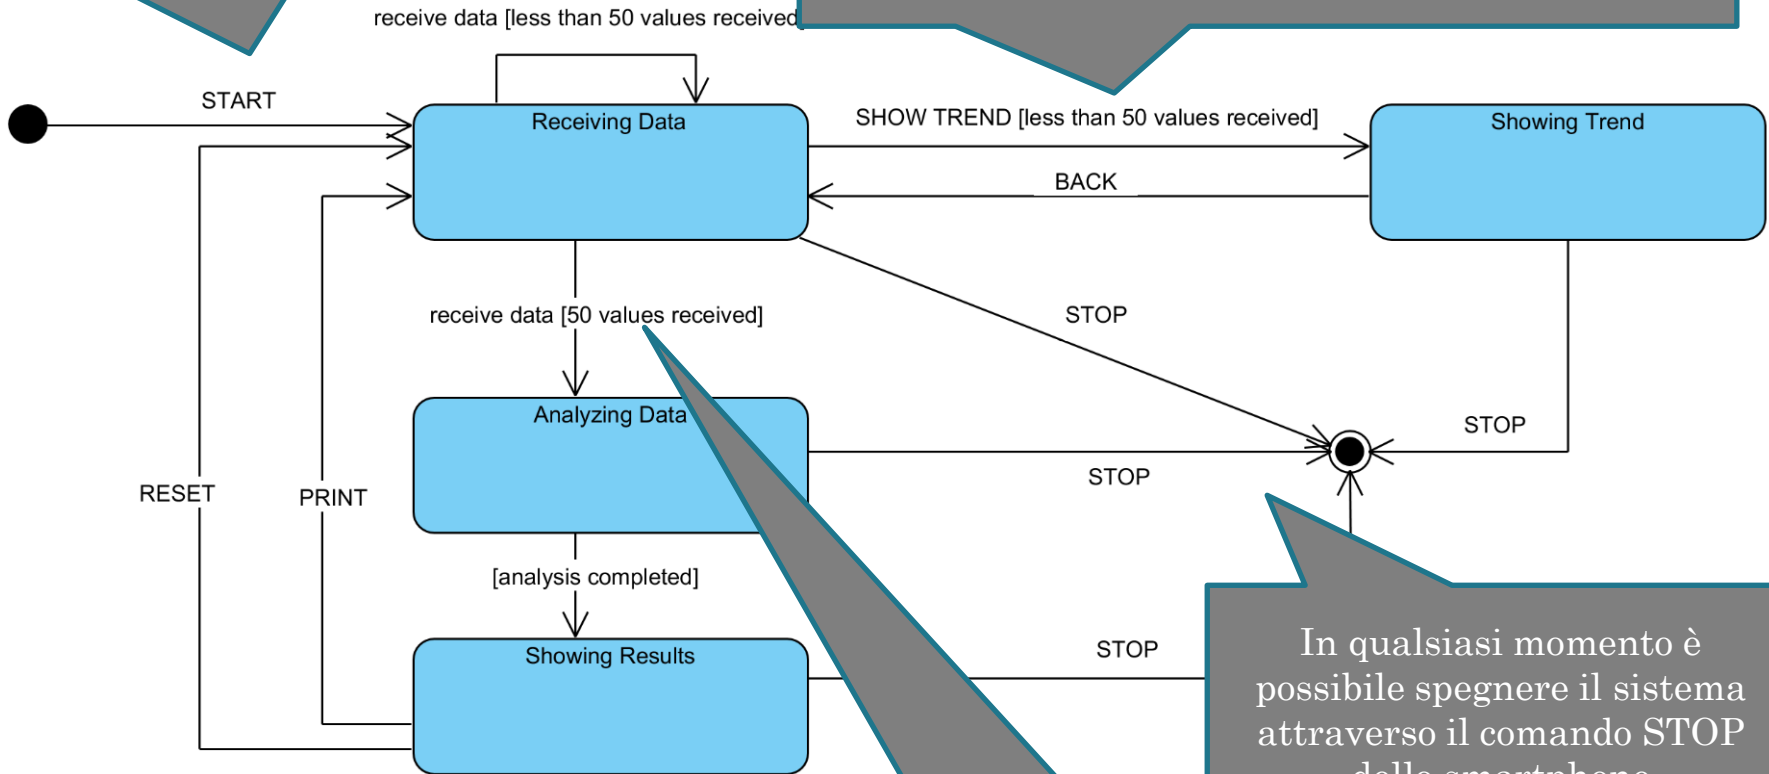 receive data [less than 50 values received
START
Receiving Data
SHOW TREND [less than 50 values received]
Showing Trend
BACK
receive data [50 values received]
STOP
Analyzing Data
STOP
STOP
RESET
PRINT
[analysis completed]
Showing Results
STOP
In qualsiasi momento è
possibile spegnere il sistema
attraverso il comando STOP
dello smartphone